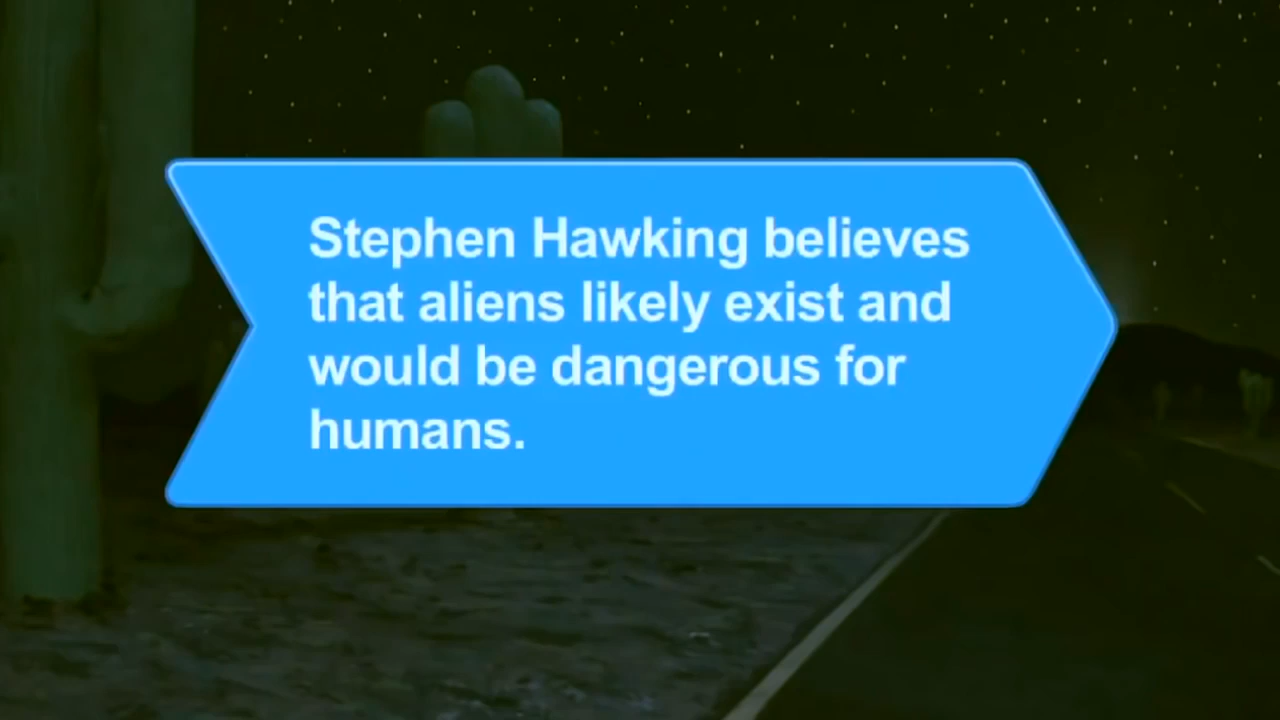 Stephen Hawking believes
that aliens likely exist and
would be dangerous for
humans.